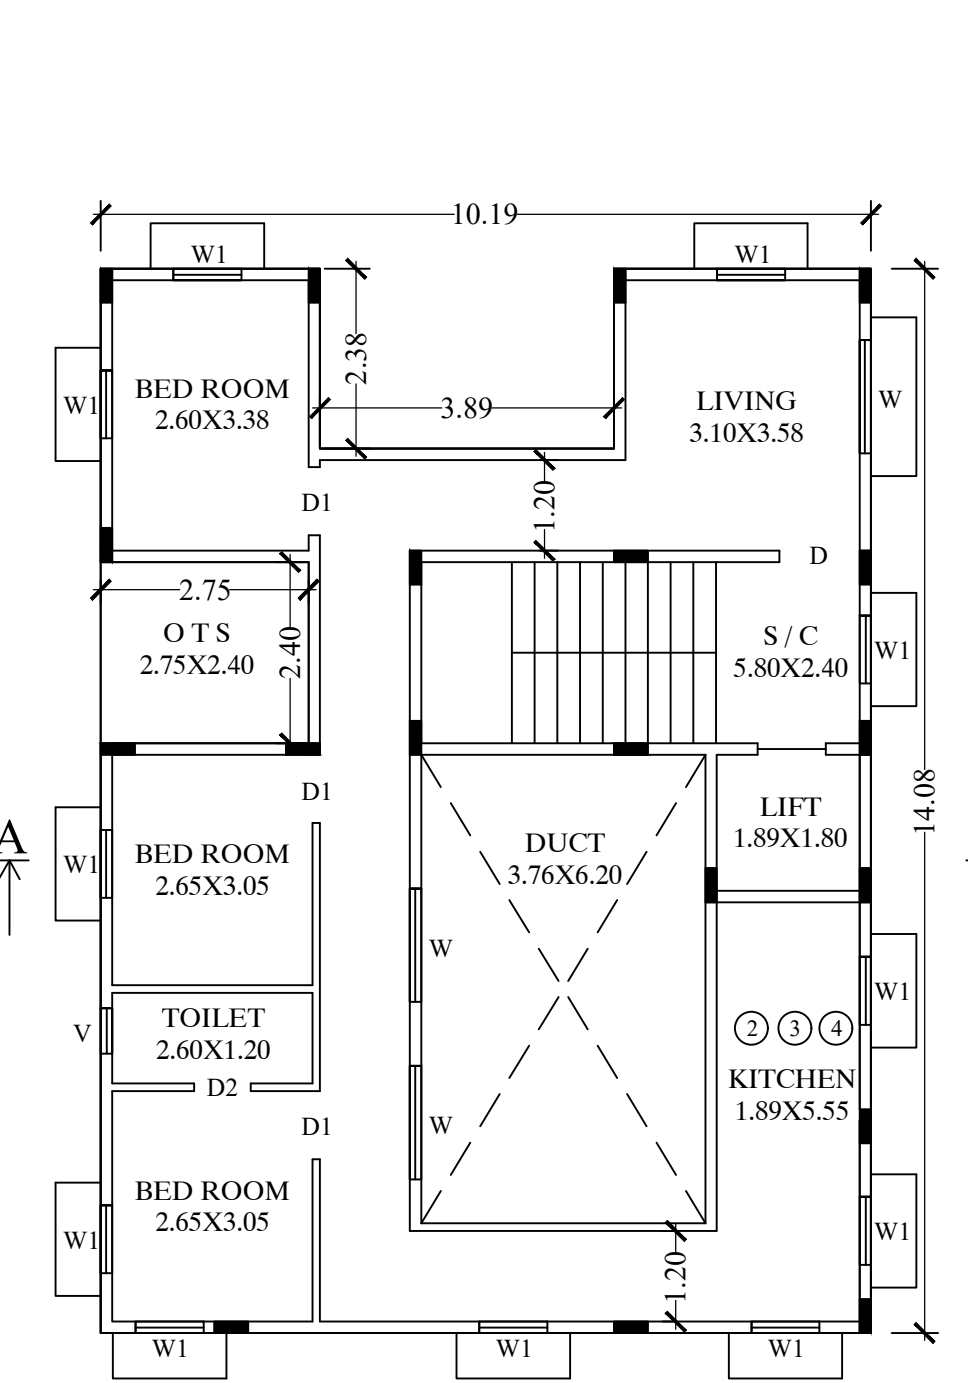 10.19
W1
W1
2.38
W1
BED ROOM
2.60X3.38
3.89
LIVING
3.10X3.58
W
D1
1.20
D
2.75
O T S
2.75X2.40
2.40
S / C
5.80X2.40
W1
14.08
D1
A
W1
BED ROOM
2.65X3.05
DUCT
3.76X6.20
LIFT
1.89X1.80
W
W1
V
TOILET
2.60X1.20
2 3 4
D2
KITCHEN
1.89X5.55
D1
W
BED ROOM
2.65X3.05
W1
W1
1.20
W1
W1
W1